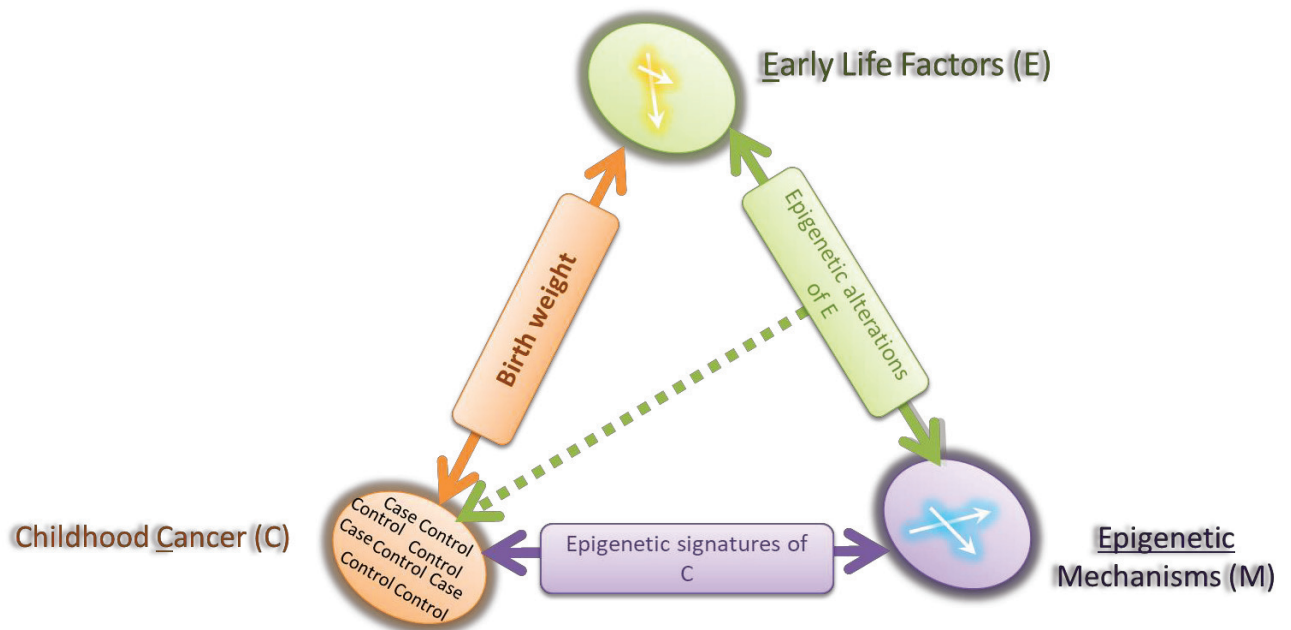 Early Life Factors (E)
Epigenetic alterations
of E
Birth weight
Case Control
Control Control
Case Control Case
Control Control
Childhood Cancer (C)
Epigenetic signatures of
C
Epigenetic
Mechanisms (M)